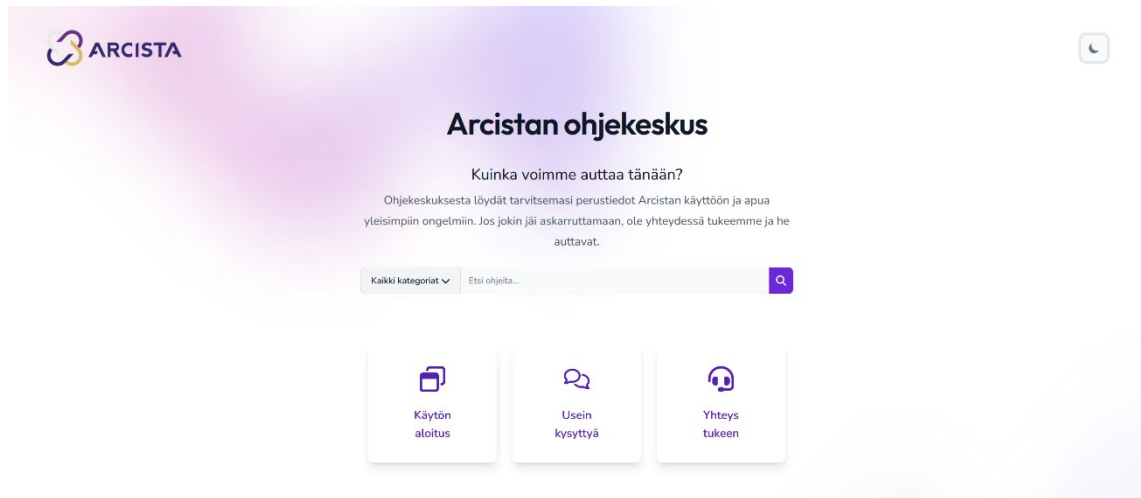 ARCISTA
Arcistan ohjekeskus
Kuinka voimme auttaa tänään?
Ohjekeskuksesta löydät tarvitsemasi perustiedot Arcistan käyttöön ja apua
yleisimpiin ongelmiin. Jos jokin jäi askarruttamaan, ole yhteydessä tukeemme ja he
auttavat.
Kaikki kategoriat Etsi ohjeita...
Käytön
aloitus
Usein
kysyttyä
Yhteys
tukeen